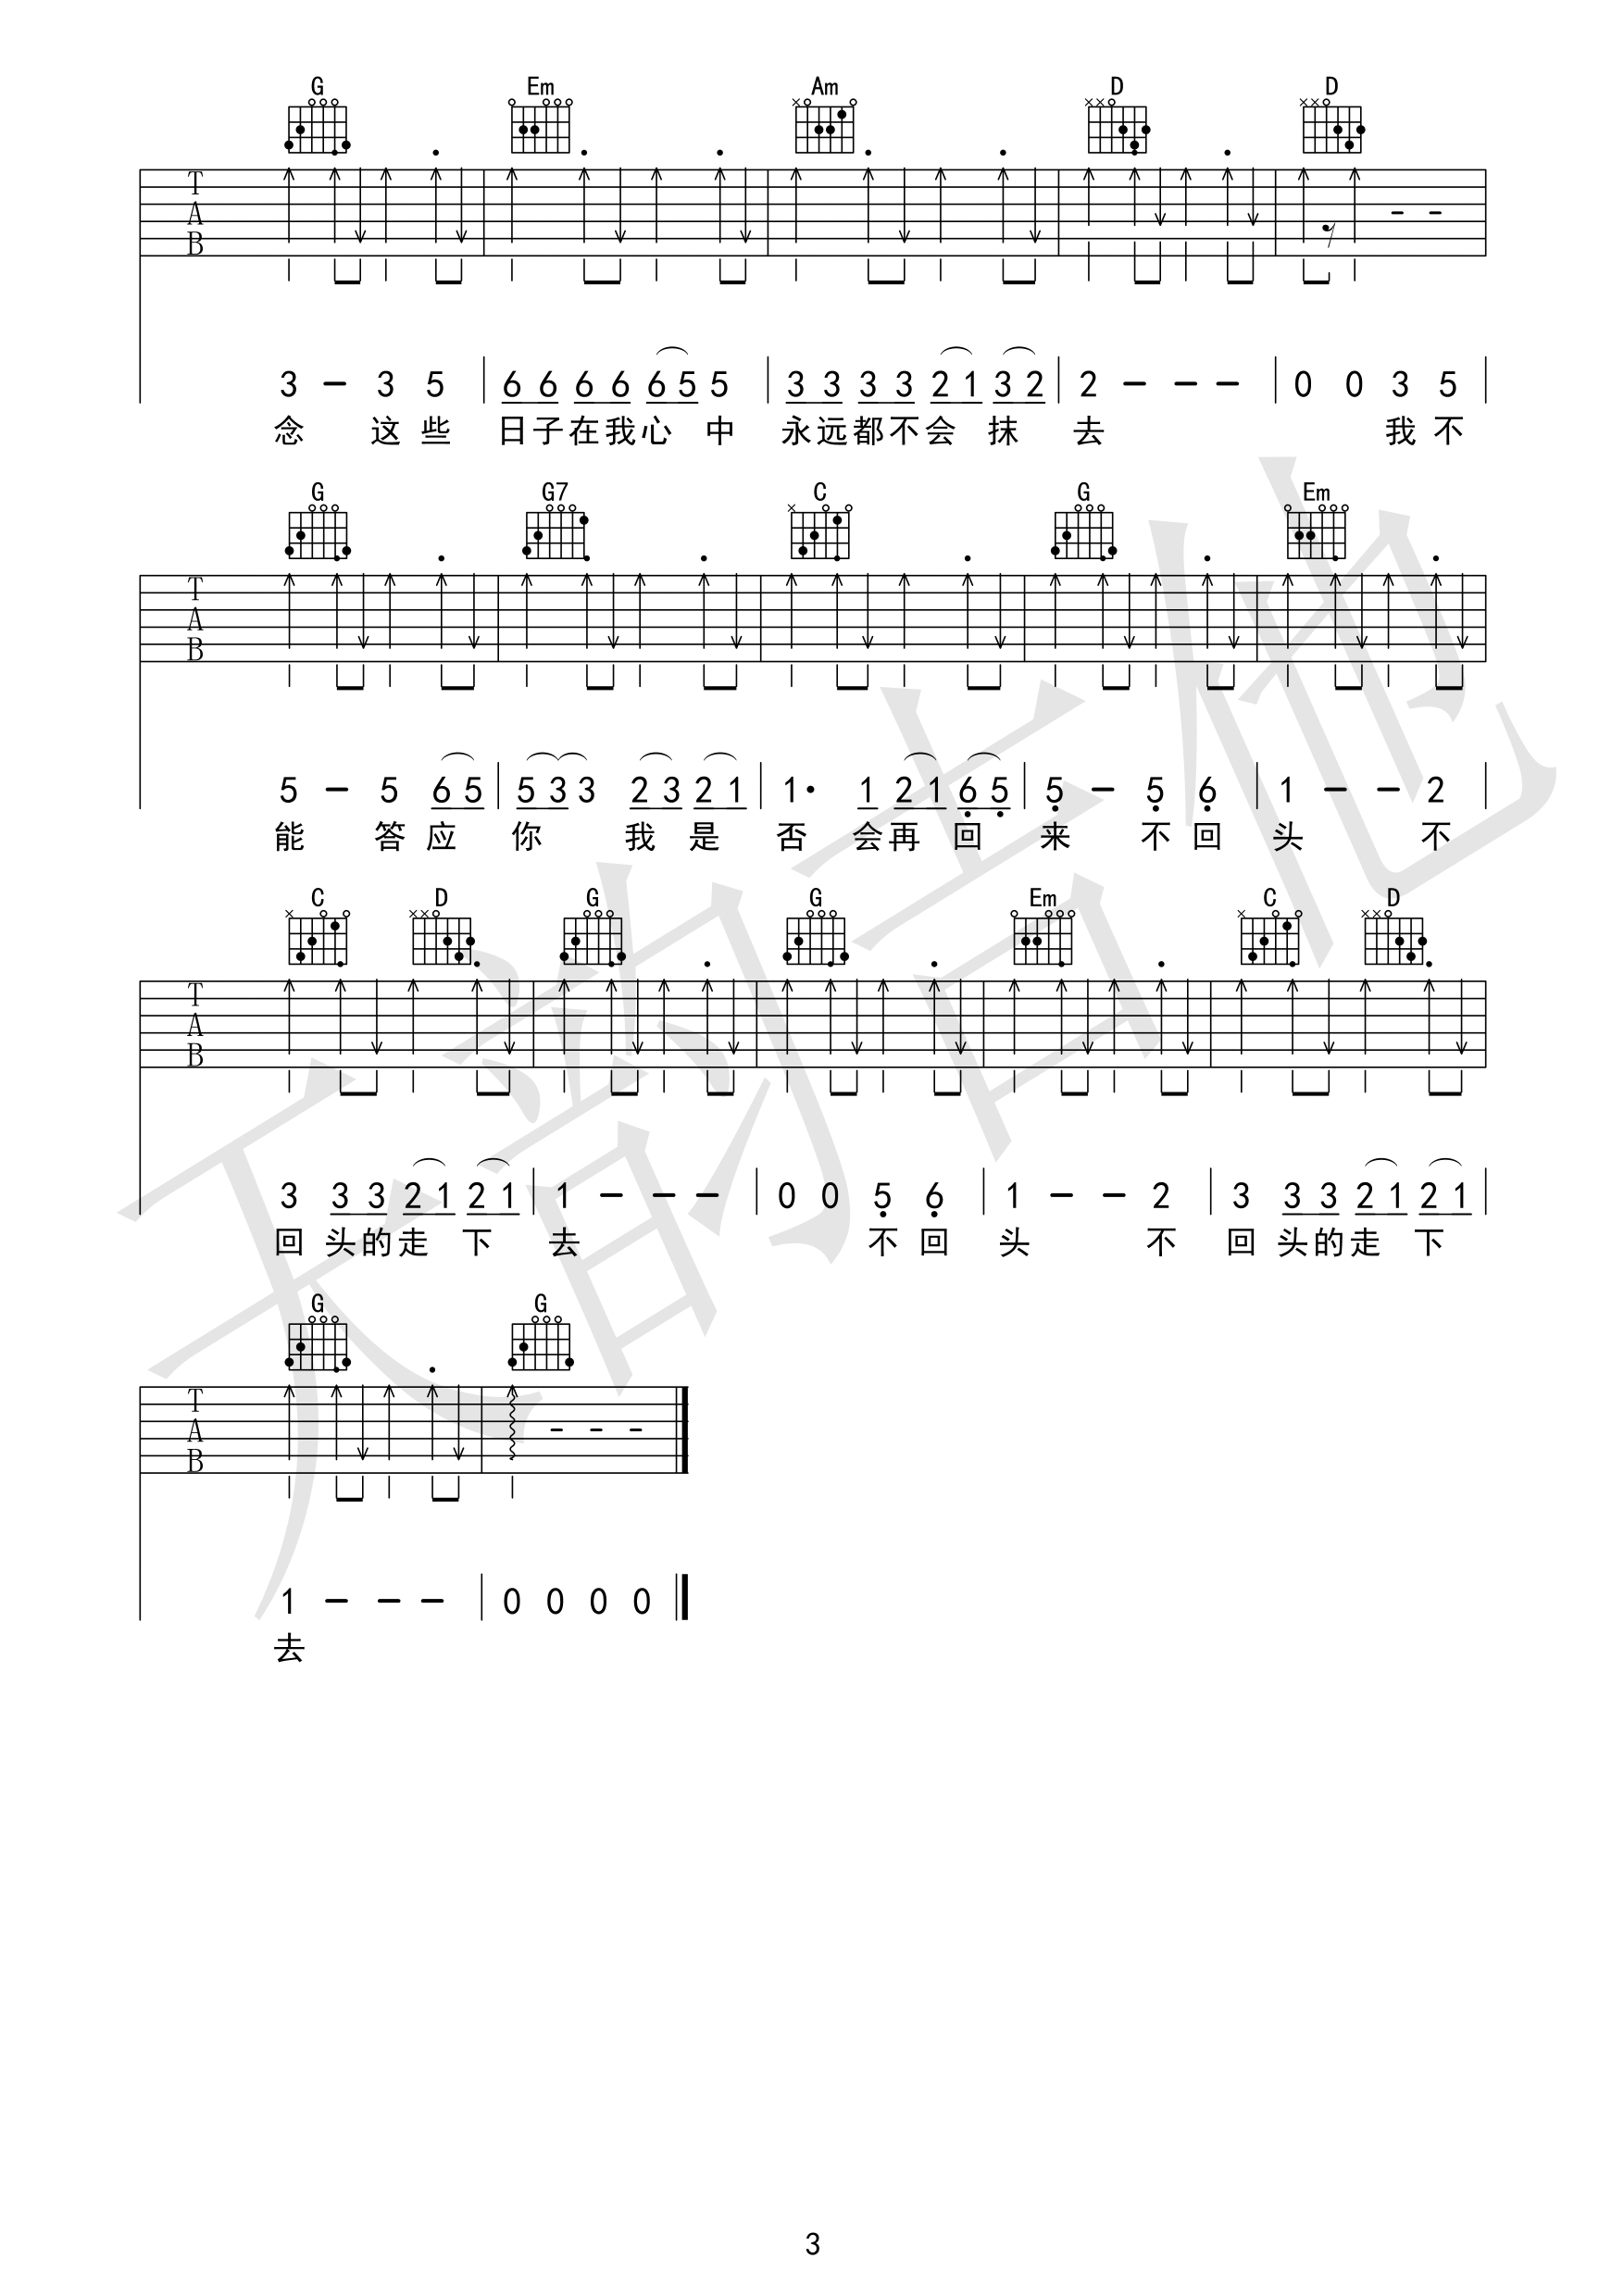 G Em Am D D
T
A
B
3 - 3 5 | 6 6 6 6 6 5 5 | 3 3 3 3 2 1 3 2 | 2 - - - | 0 0 3 5 |
念 这 些 日 子 在 我 心 中 永 远 都 不 会 抹 去 我 不
G G7 C G Em
T
A
B
5 - 5 6 5 | 5 3 3 2 3 2 1 | 1· 1 2 1 6 5 | 5 - 5 6 | 1 - - 2 |
能 答 应 你 我 是 否 会 再 回 来 不 回 头 不
C D G G Em C D
T
A
B
3 3 3 2 1 2 1 | 1 - - - | 0 0 5 6 | 1 - - 2 | 3 3 3 2 1 2 1 |
回 头 的 走 下 去 不 回 头 不 回 头 的 走 下
G G
T
A
B
1 - - - | 0 0 0 0
去
天韵吉他
3